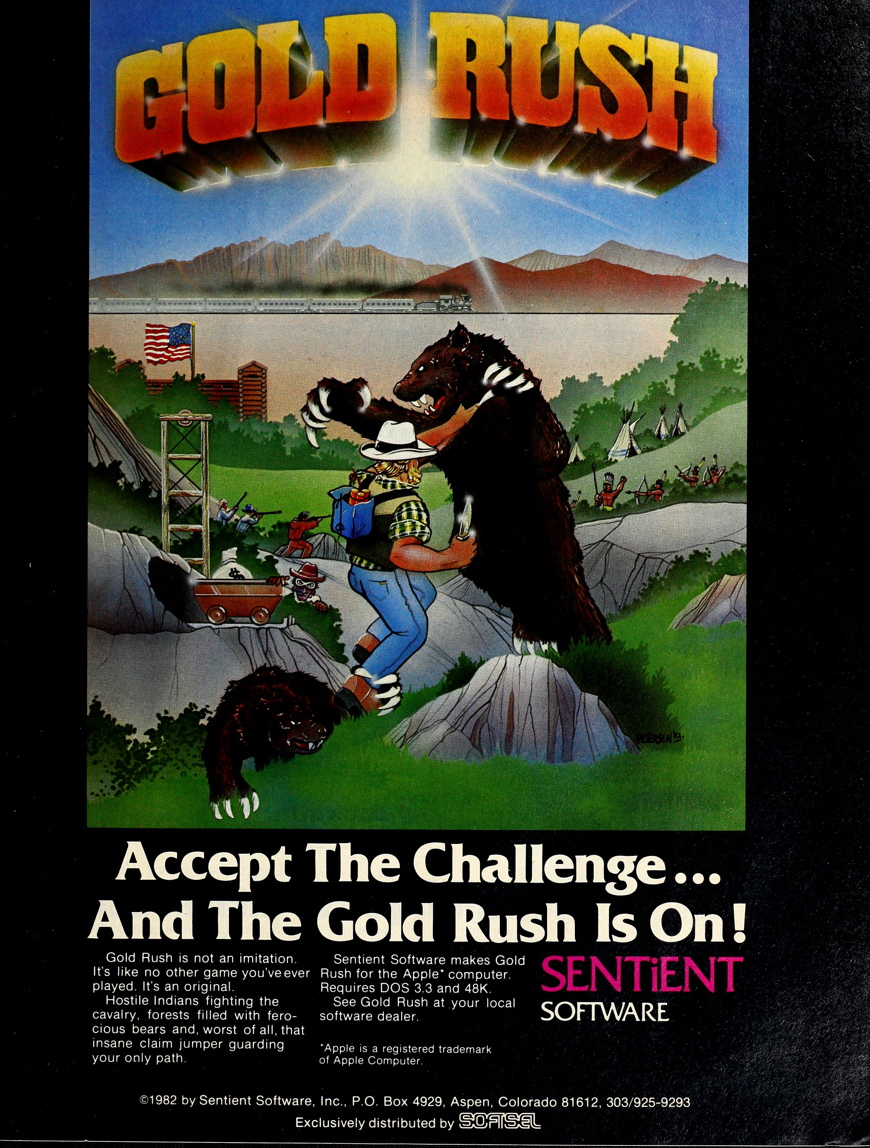 GOLD RUSH
$
PETERSEN 82.
Accept The Challenge...
And The Gold Rush Is On!
Gold Rush is not an imitation.
It's like no other game you've ever
played. It's an original.
Hostile Indians fighting the
cavalry, forests filled with fero-
cious bears and, worst of all, that
insane claim jumper guarding
your only path.
Sentient Software makes Gold
Rush for the Apple* computer.
Requires DOS 3.3 and 48K.
See Gold Rush at your local
software dealer.
*Apple is a registered trademark
of Apple Computer.
SENTiENT
SOFTWARE
©1982 by Sentient Software, Inc., P.O. Box 4929, Aspen, Colorado 81612, 303/925-9293
Exclusively distributed by SOFTSEL